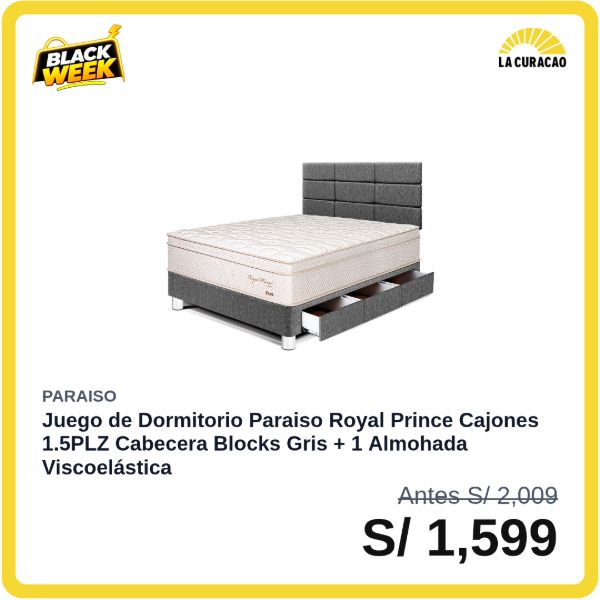 BLACK
WEEK
LA CURACAO
PARAISO
Juego de Dormitorio Paraiso Royal Prince Cajones
1.5PLZ Cabecera Blocks Gris + 1 Almohada
Viscoelástica
Antes S/ 2,009
S/ 1,599